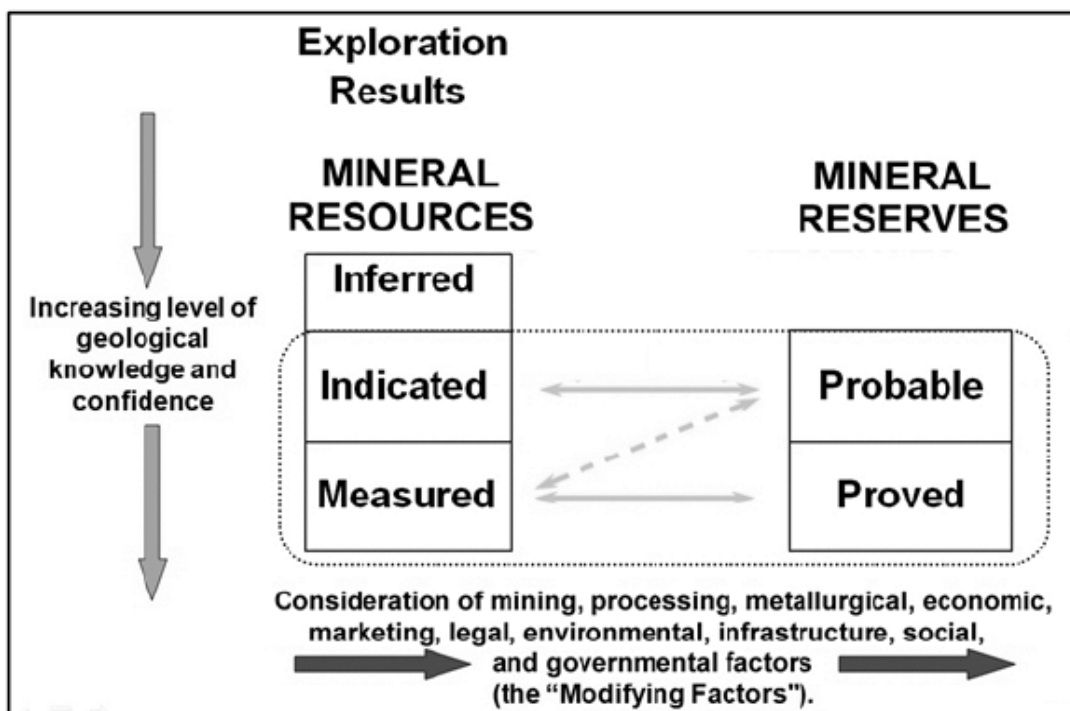 Exploration
Results
MINERAL
RESOURCES
MINERAL
RESERVES
Inferred
Increasing level of
geological
knowledge and
confidence
Indicated
Probable
Measured
Proved
Consideration of mining, processing, metallurgical, economic,
marketing, legal, environmental, infrastructure, social,
and governmental factors
(the “Modifying Factors").